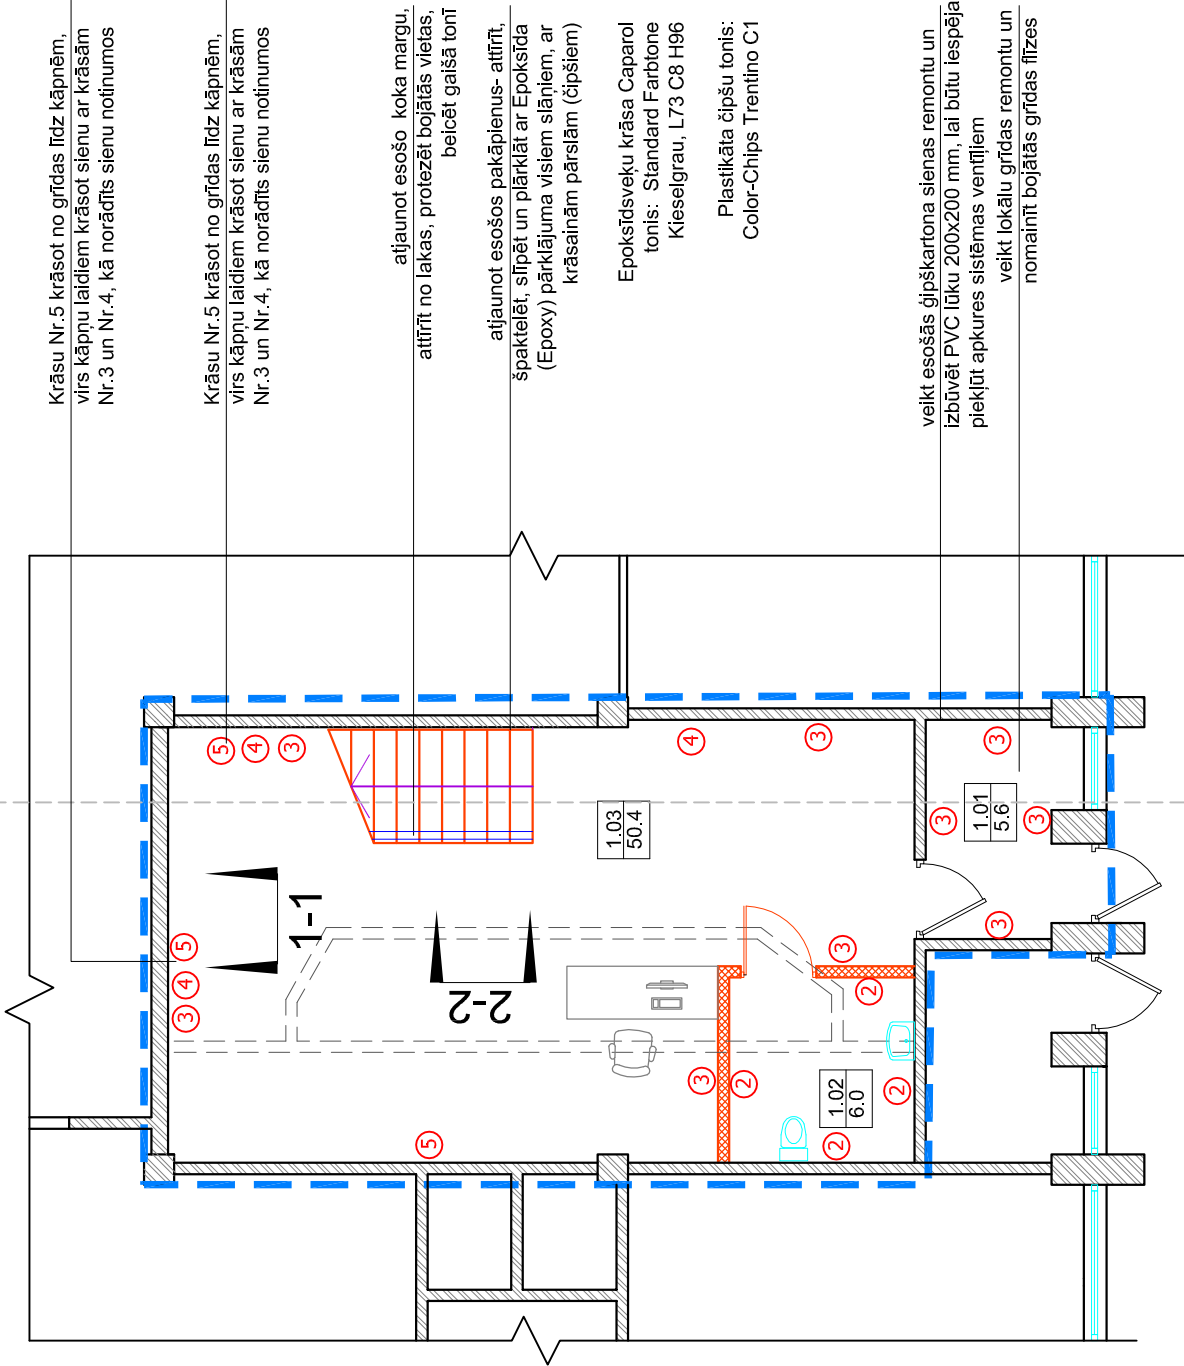 Krāsu Nr.5 krāsot no grīdas līdz kāpnēm,
virs kāpņu laidiem krāsot sienu ar krāsām
Nr.3 un Nr.4, kā norādīts sienu notinumos
Krāsu Nr.5 krāsot no grīdas līdz kāpnēm,
virs kāpņu laidiem krāsot sienu ar krāsām
Nr.3 un Nr.4, kā norādīts sienu notinumos
atjaunot esošo koka margu,
attīrīt no lakas, protezēt bojātās vietas,
beicēt gaišā tonī
atjaunot esošos pakāpienus- attīrīt,
špaktelēt, slīpēt un plārklāt ar Epoksīda
(Epoxy) pārklājuma visiem slāņiem, ar
krāsainām pārslām (čipšiem)
Epoksīdsveķu krāsa Caparol
tonis: Standard Farbtone
Kieselgrau, L73 C8 H96
Plastikāta čipšu tonis:
Color-Chips Trentino C1
veikt esošās ģipškartona sienas remontu un
izbūvēt PVC lūku 200x200 mm, lai būtu iespēja
piekļūt apkures sistēmas ventīļiem
veikt lokālu grīdas remontu un
nomainīt bojātās grīdas flīzes
3
4
5
5
4
3
1-1
2-2
5
1.03
50.4
4
3
3
2
3
2
1.02
6.0
2
2
3
3
1.01
5.6
3
3